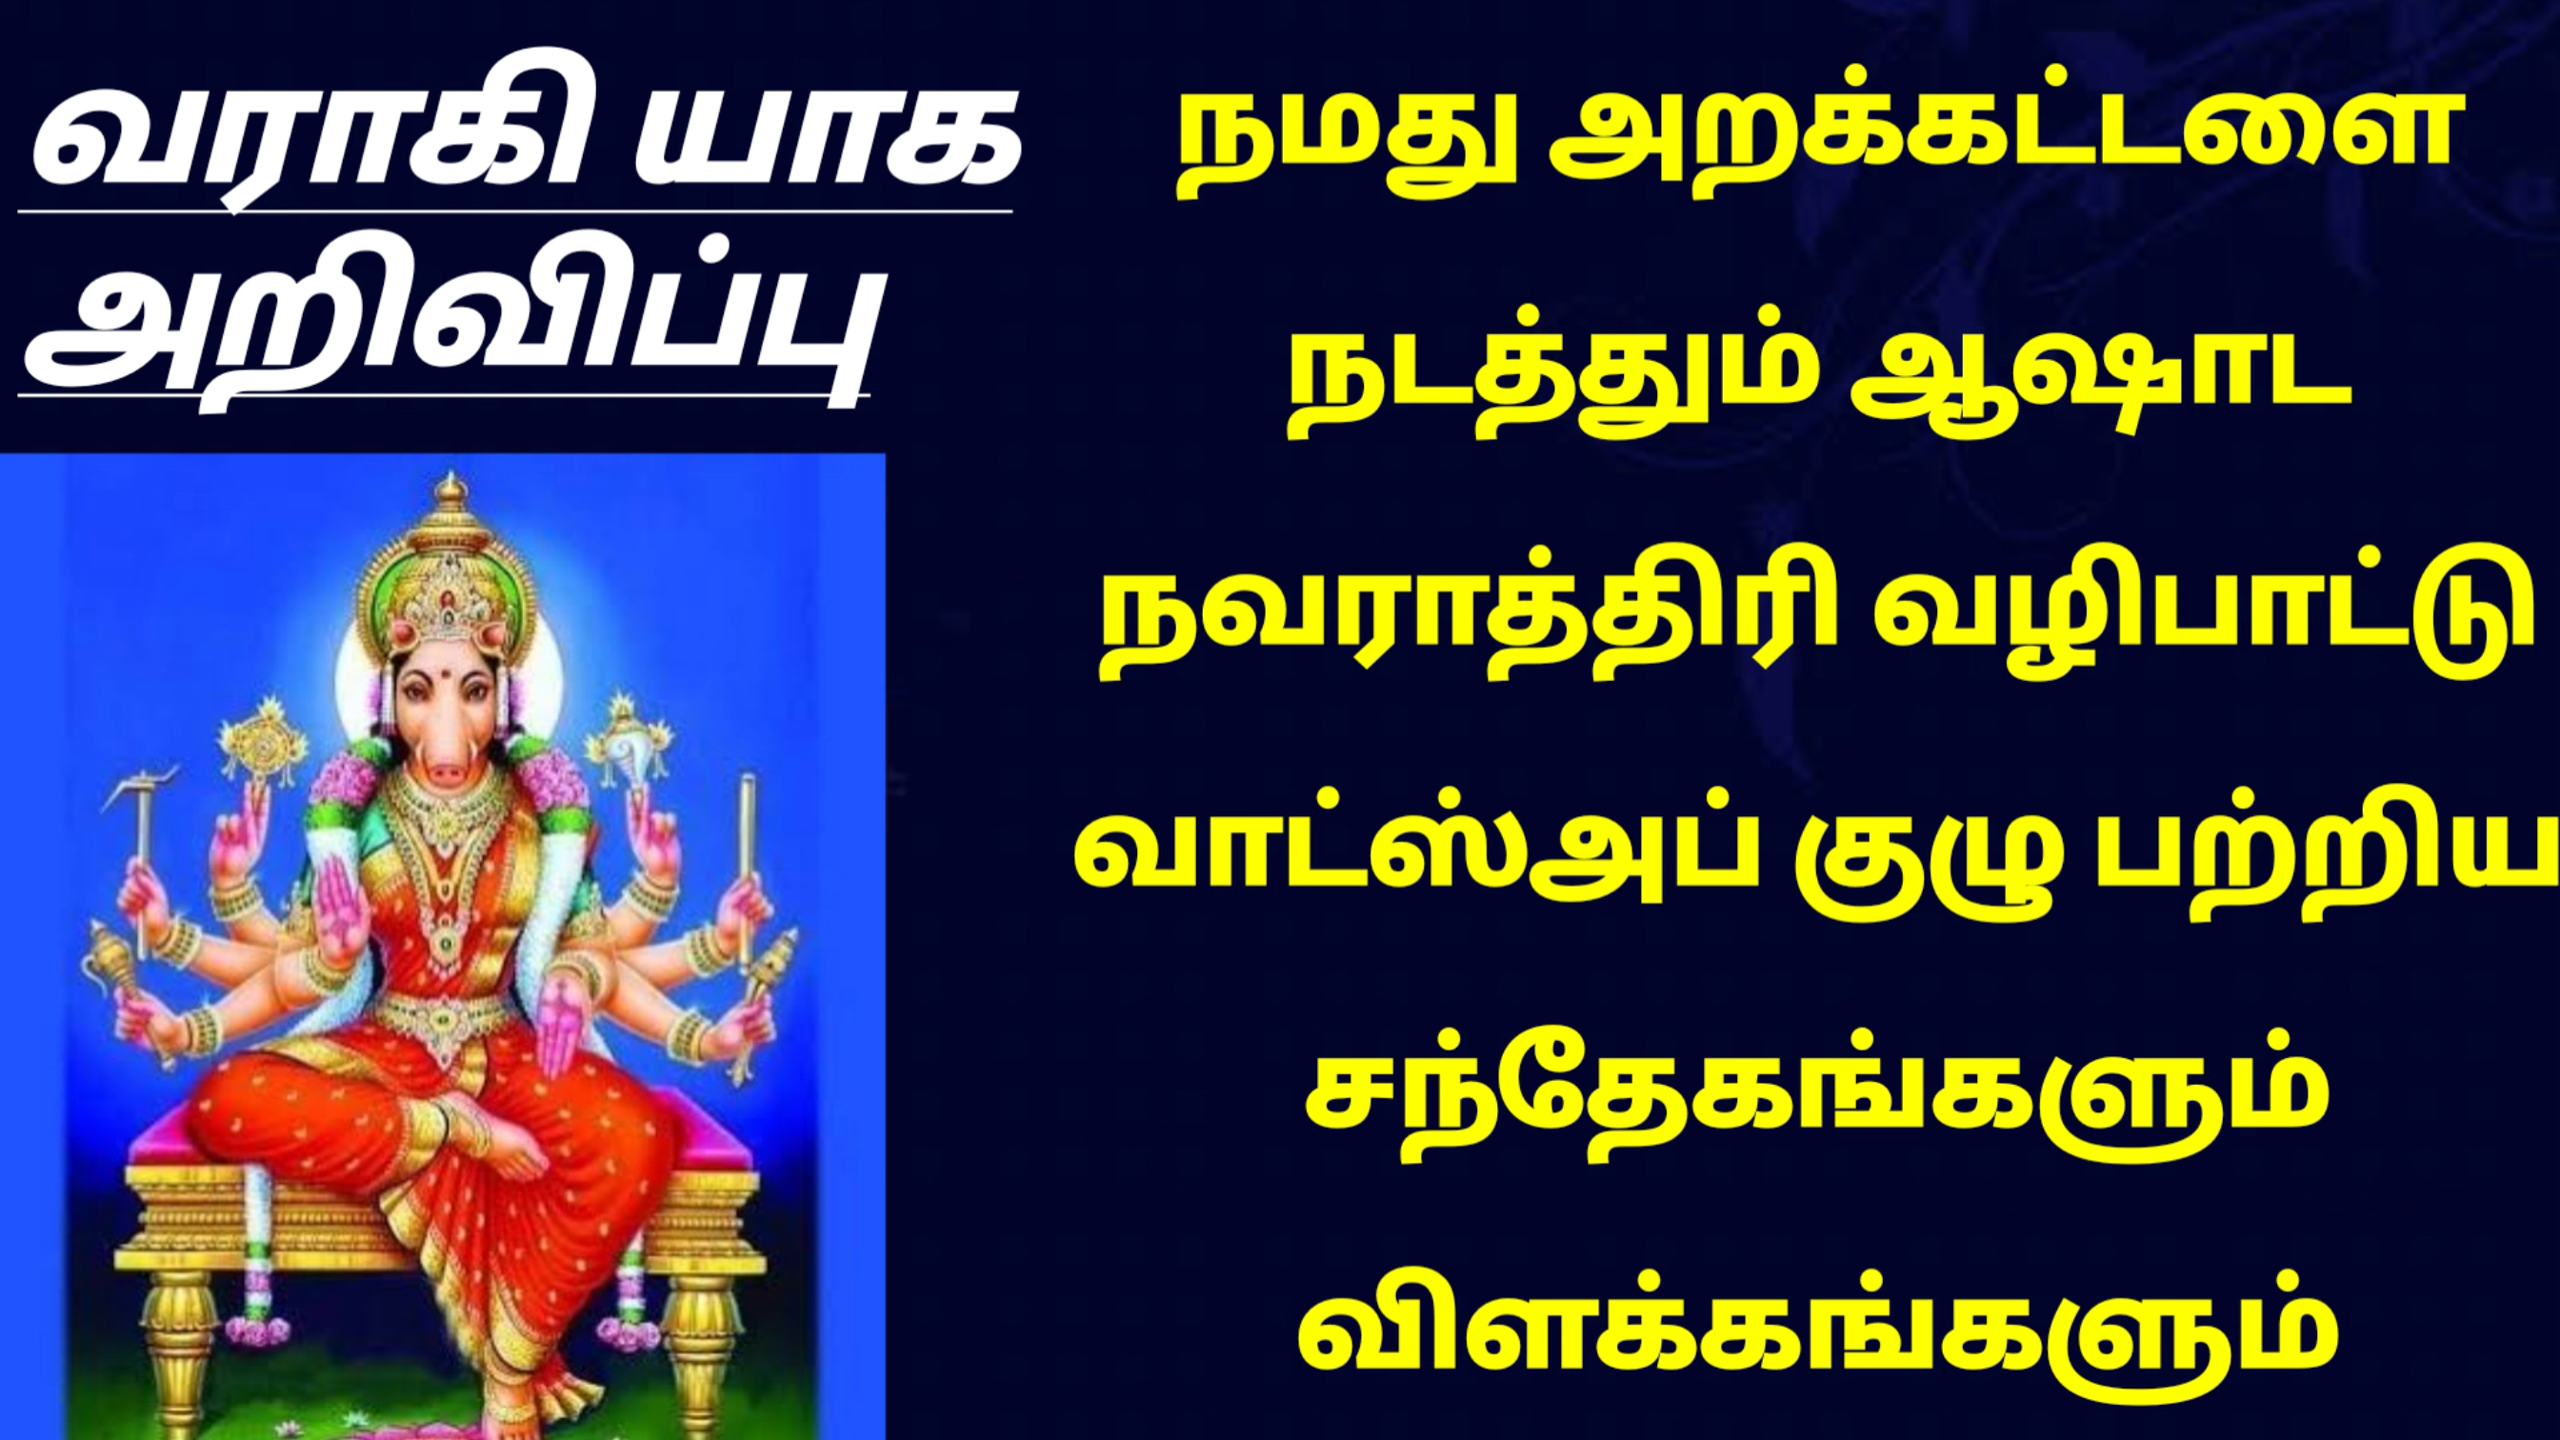 வராகி யாக
அறிவிப்பு
நமது அறக்கட்டளை
நடத்தும் ஆஷாட
நவராத்திரி வழிபாட்டு
வாட்ஸ்அப் குழு பற்றிய
சந்தேகங்களும்
விளக்கங்களும்